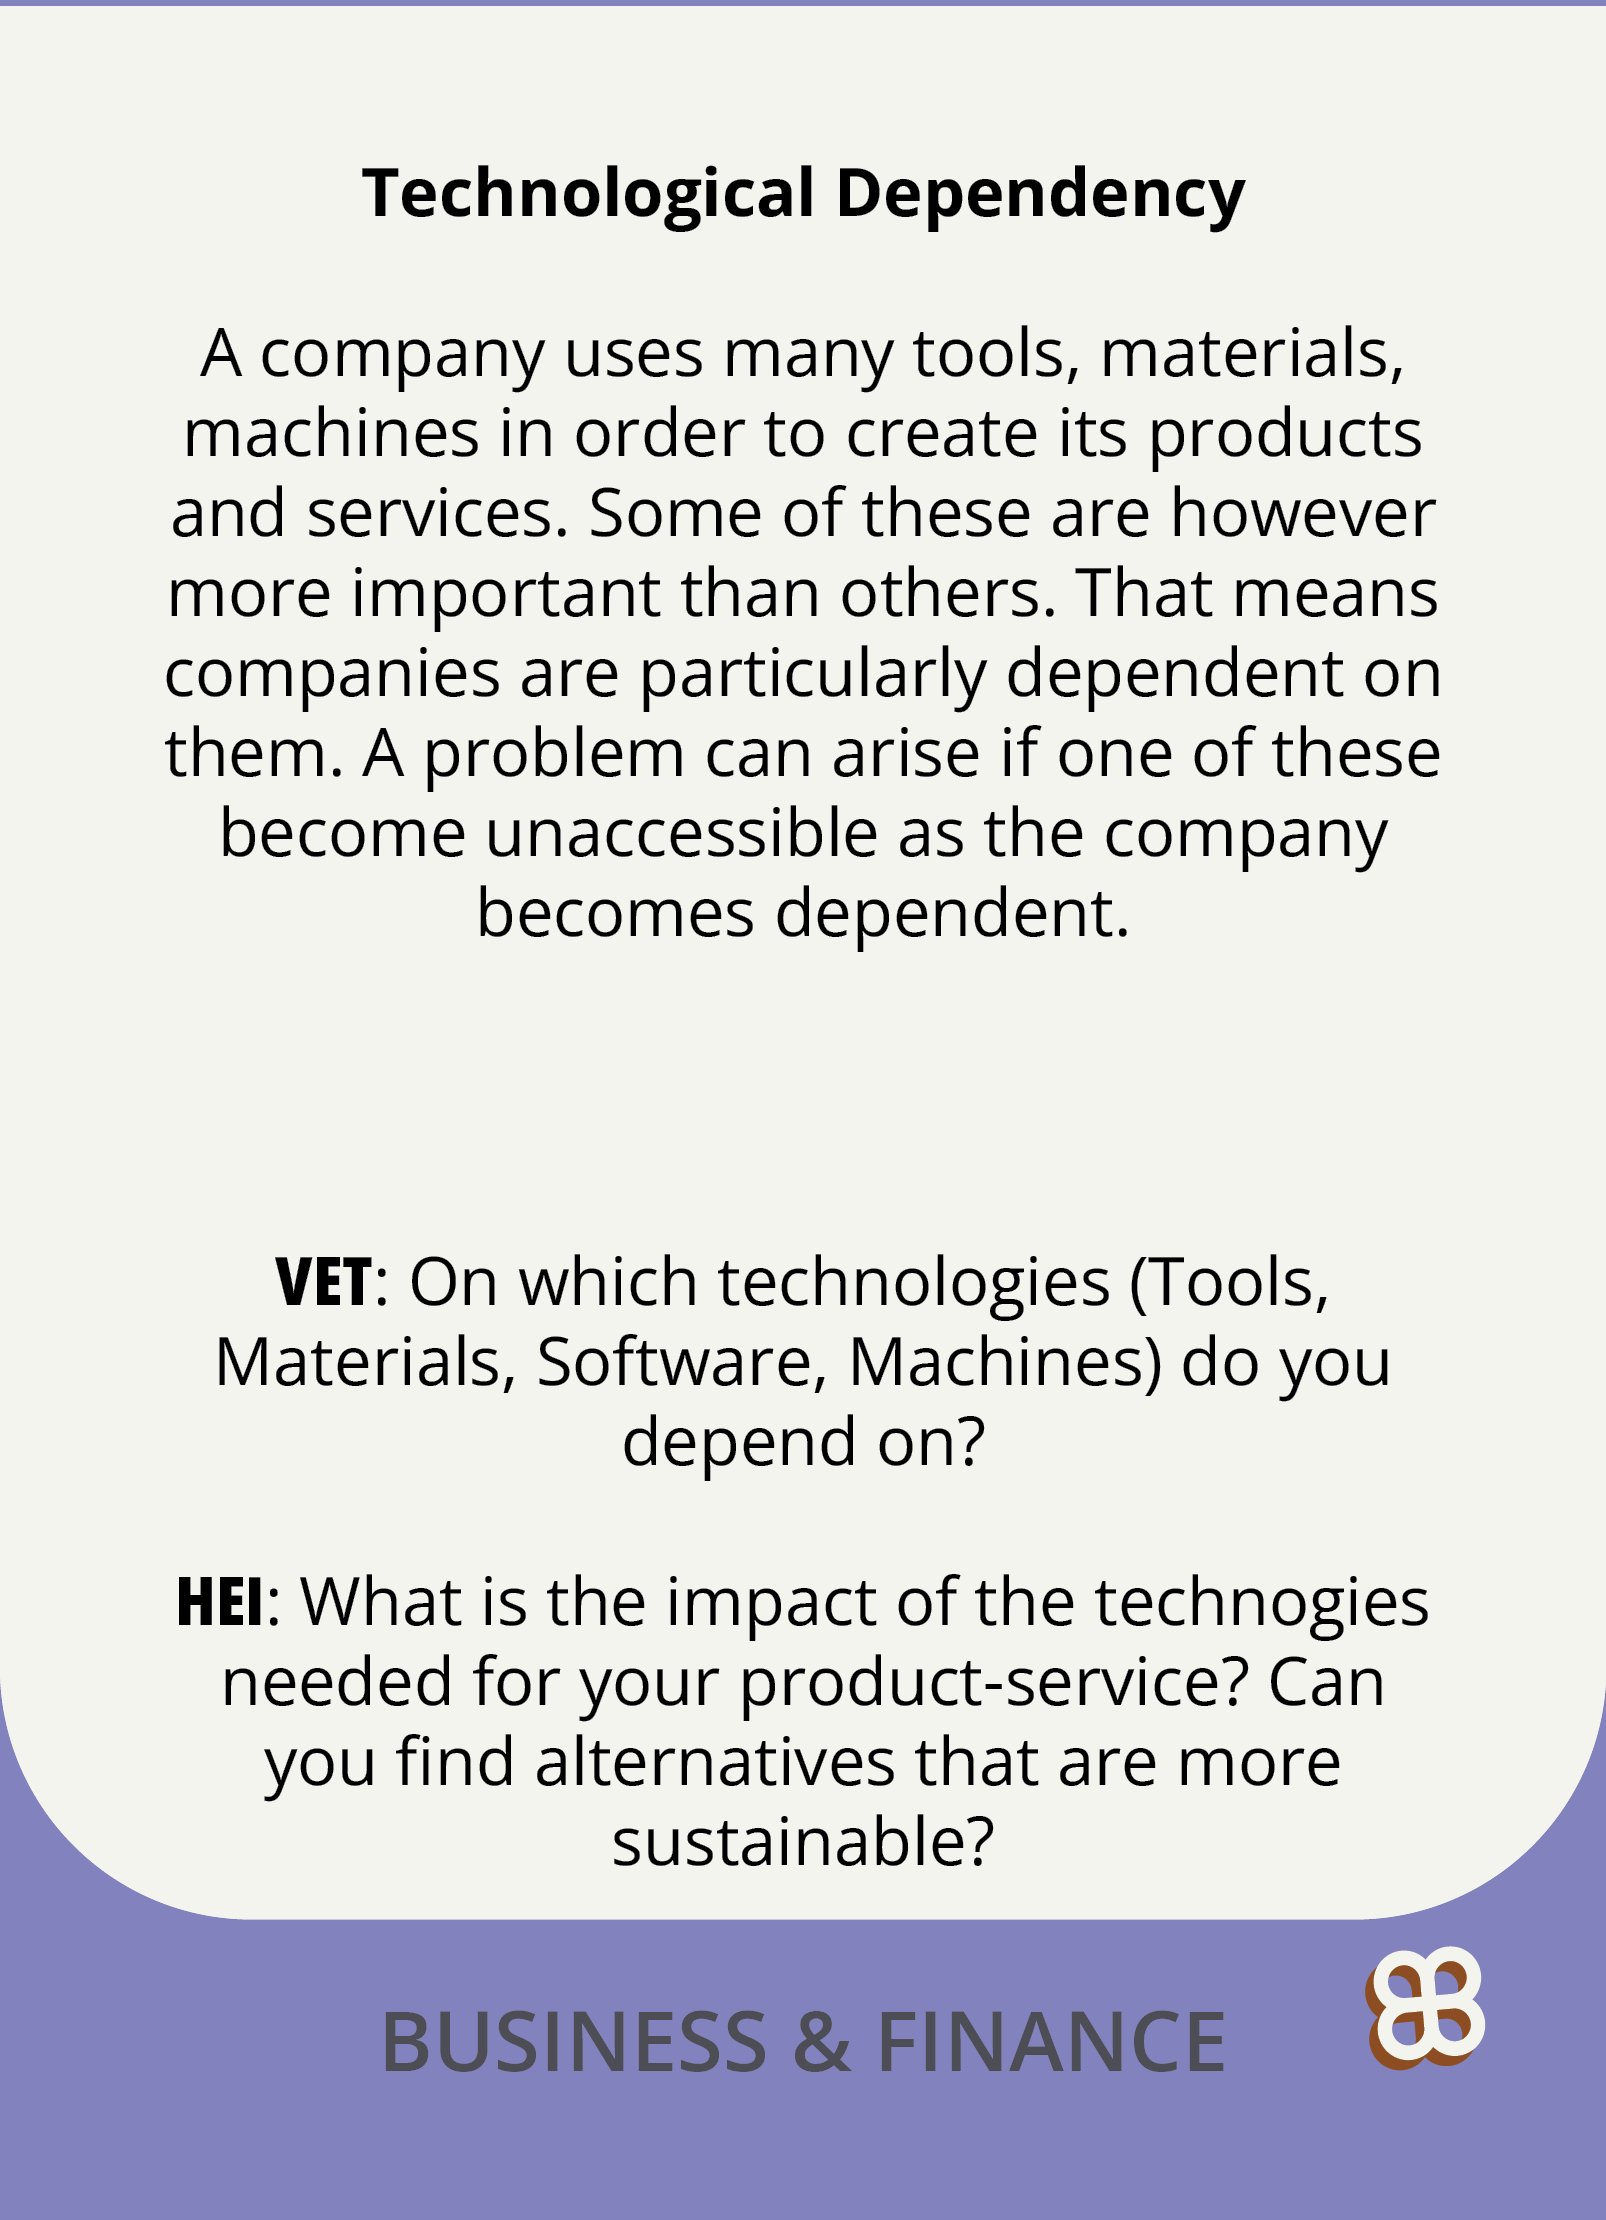 Technological Dependency
A company uses many tools, materials,
machines in order to create its products
and services. Some of these are however
more important than others. That means
companies are particularly dependent on
them. A problem can arise if one of these
become unaccessible as the company
becomes dependent.
VET: On which technologies (Tools,
Materials, Software, Machines) do you
depend on?
HEI: What is the impact of the technogies
needed for your product-service? Can
you find alternatives that are more
sustainable?
BUSINESS & FINANCE